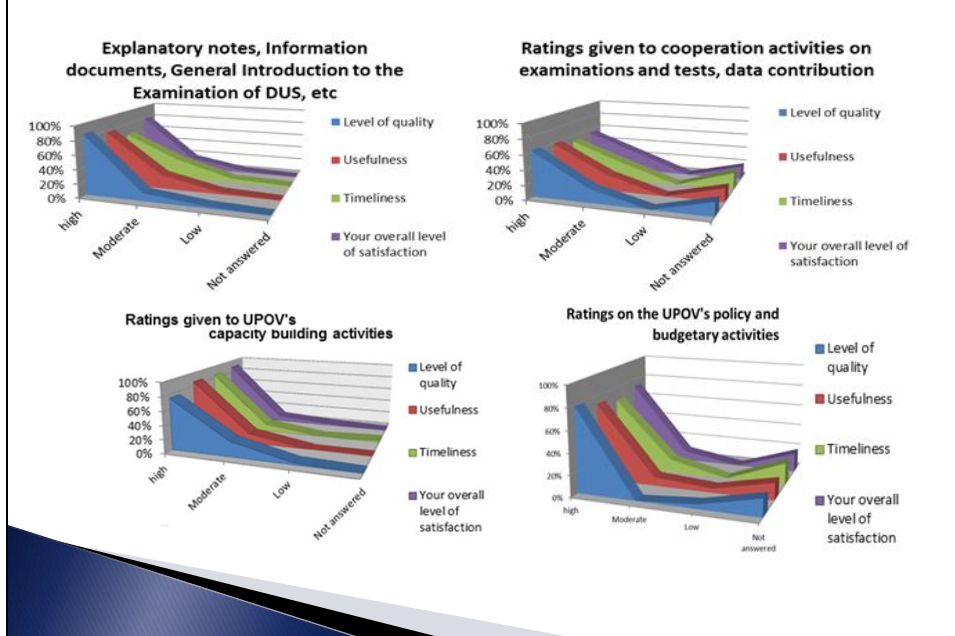 Explanatory notes, Information
documents, General Introduction to the
Examination of DUS, etc
100%
80%
60%
40%
20%
0%
high
Moderate
Low
Not answered
Level of quality
Usefulness
Timeliness
Your overall level
of satisfaction
Ratings given to cooperation activities on
examinations and tests, data contribution
100%
80%
60%
40%
20%
0%
high
Moderate
Low
Not answered
Level of quality
Usefulness
Timeliness
Your overall level of
satisfaction
Ratings given to UPOV's
capacity building activities
100%
80%
60%
40%
20%
0%
high
Moderate
Low
Not answered
Level of
quality
Usefulness
Timeliness
Your overall
level of
satisfaction
Ratings on the UPOV's policy and
budgetary activities
100%
80%
60%
40%
20%
0%
high
Moderate
Low
Not
answered
Level of
quality
Usefulness
Timeliness
Your overall
level of
satisfaction